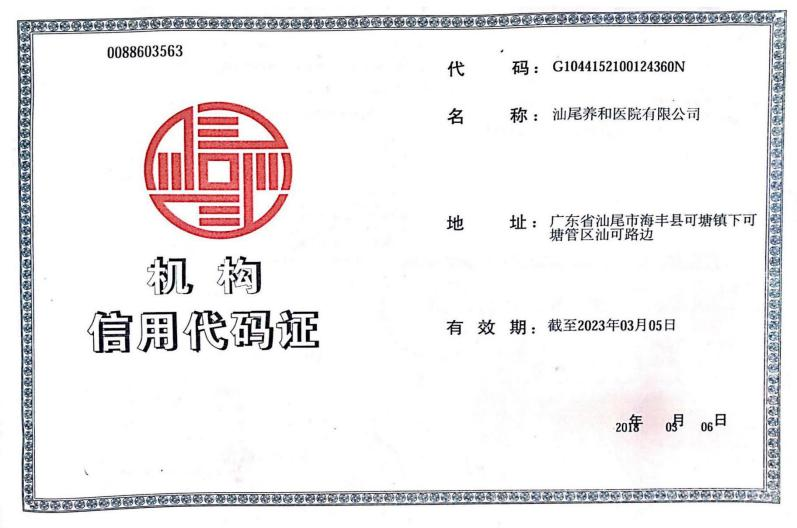 0088603563
机构
信用代码证
代 码：G1044152100124360N
名 称：汕尾养和医院有限公司
地 址：广东省汕尾市海丰县可塘镇下可
塘管区汕可路边
有 效 期：截至2023年03月05日
2018年 03月 06日